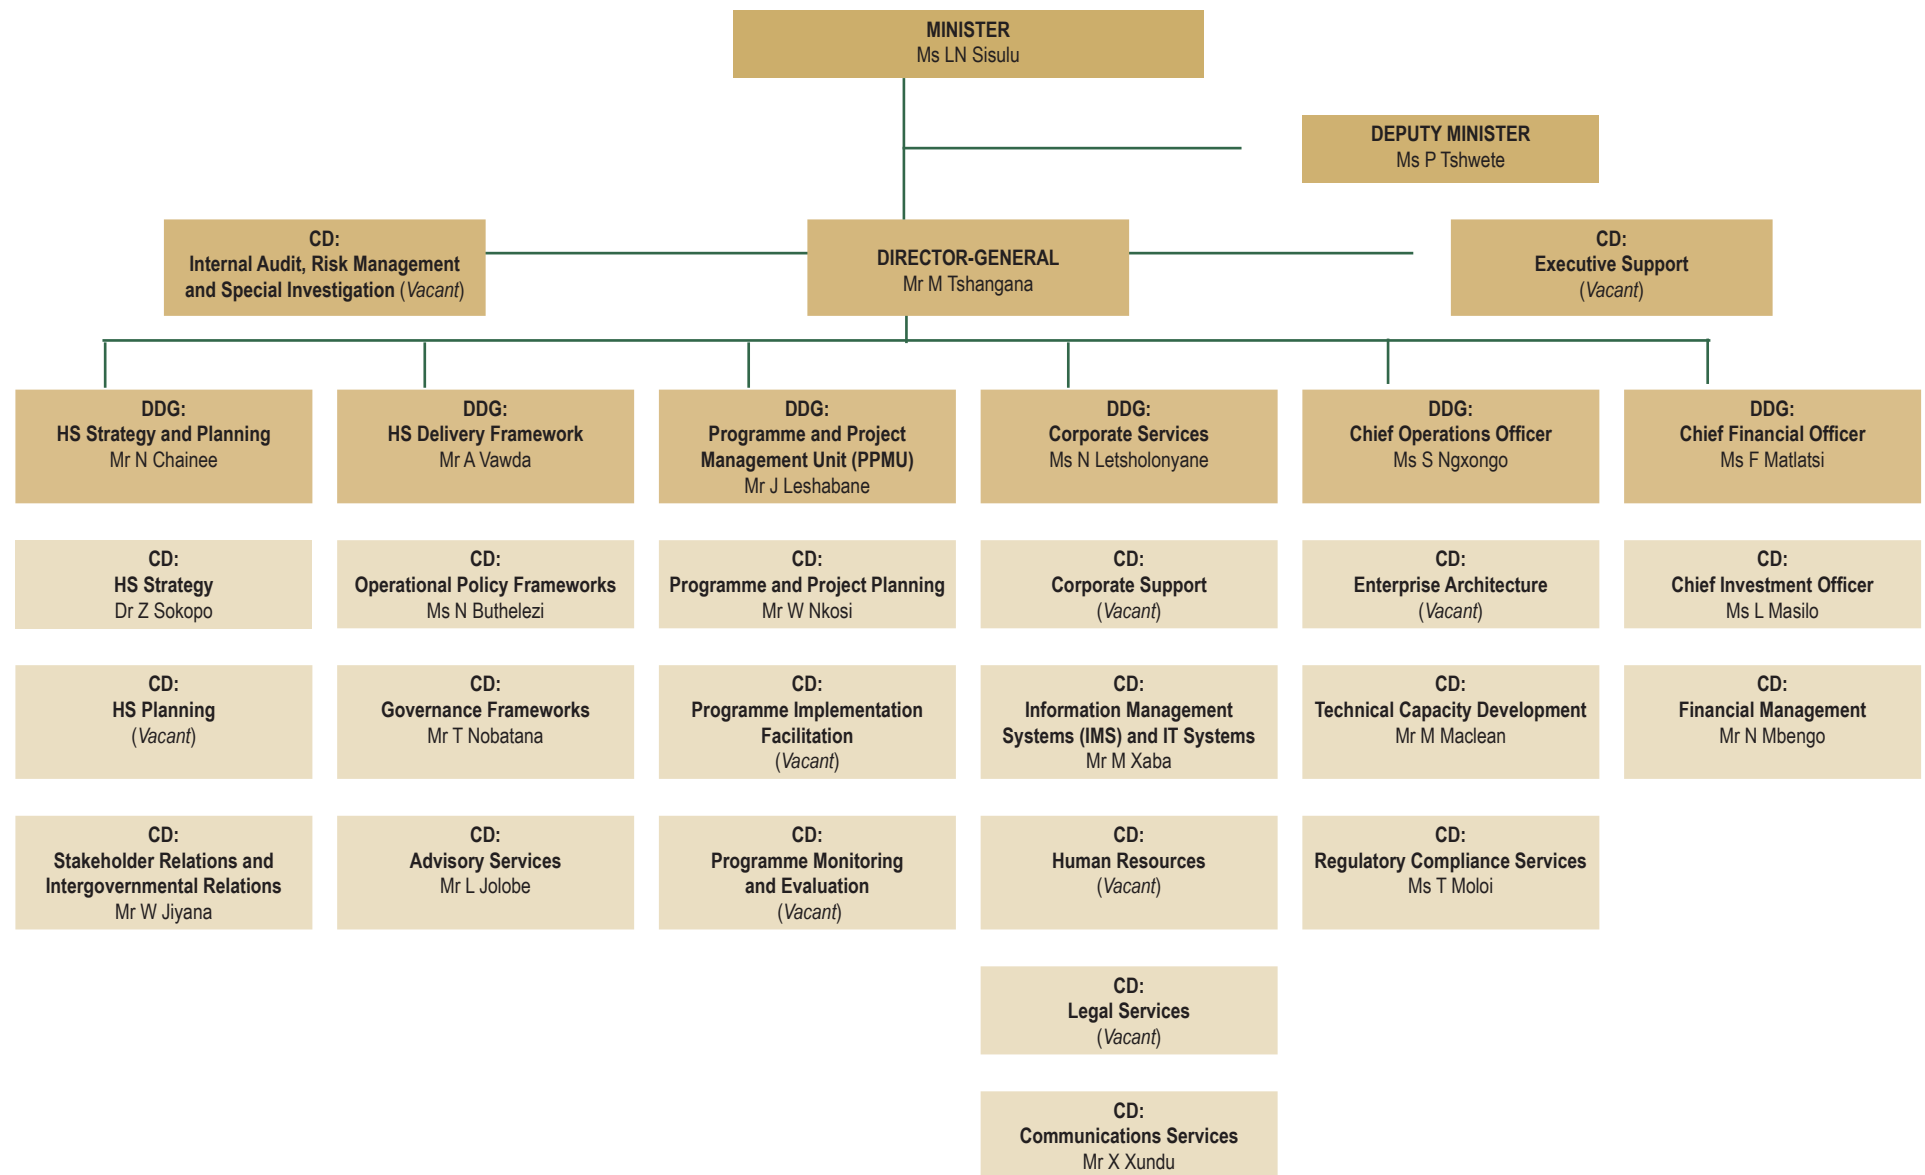 MINISTER
Ms LN Sisulu
DEPUTY MINISTER
Ms P Tshwete
CD:
Internal Audit, Risk Management
and Special Investigation (Vacant)
DIRECTOR-GENERAL
Mr M Tshangana
CD:
Executive Support
(Vacant)
DDG:
HS Strategy and Planning
Mr N Chainee
DDG:
HS Delivery Framework
Mr A Vawda
DDG:
Programme and Project
Management Unit (PPMU)
Mr J Leshabane
DDG:
Corporate Services
Ms N Letsholonyane
DDG:
Chief Operations Officer
Ms S Ngxongo
DDG:
Chief Financial Officer
Ms F Matlatsi
CD:
HS Strategy
Dr Z Sokopo
CD:
Operational Policy Frameworks
Ms N Buthelezi
CD:
Programme and Project Planning
Mr W Nkosi
CD:
Corporate Support
(Vacant)
CD:
Enterprise Architecture
(Vacant)
CD:
Chief Investment Officer
Ms L Masilo
CD:
HS Planning
(Vacant)
CD:
Governance Frameworks
Mr T Nobatana
CD:
Programme Implementation
Facilitation
(Vacant)
CD:
Information Management
Systems (IMS) and IT Systems
Mr M Xaba
CD:
Technical Capacity Development
Mr M Maclean
CD:
Financial Management
Mr N Mbengo
CD:
Stakeholder Relations and
Intergovernmental Relations
Mr W Jiyana
CD:
Advisory Services
Mr L Jolobe
CD:
Programme Monitoring
and Evaluation
(Vacant)
CD:
Human Resources
(Vacant)
CD:
Regulatory Compliance Services
Ms T Moloi
CD:
Legal Services
(Vacant)
CD:
Communications Services
Mr X Xundu